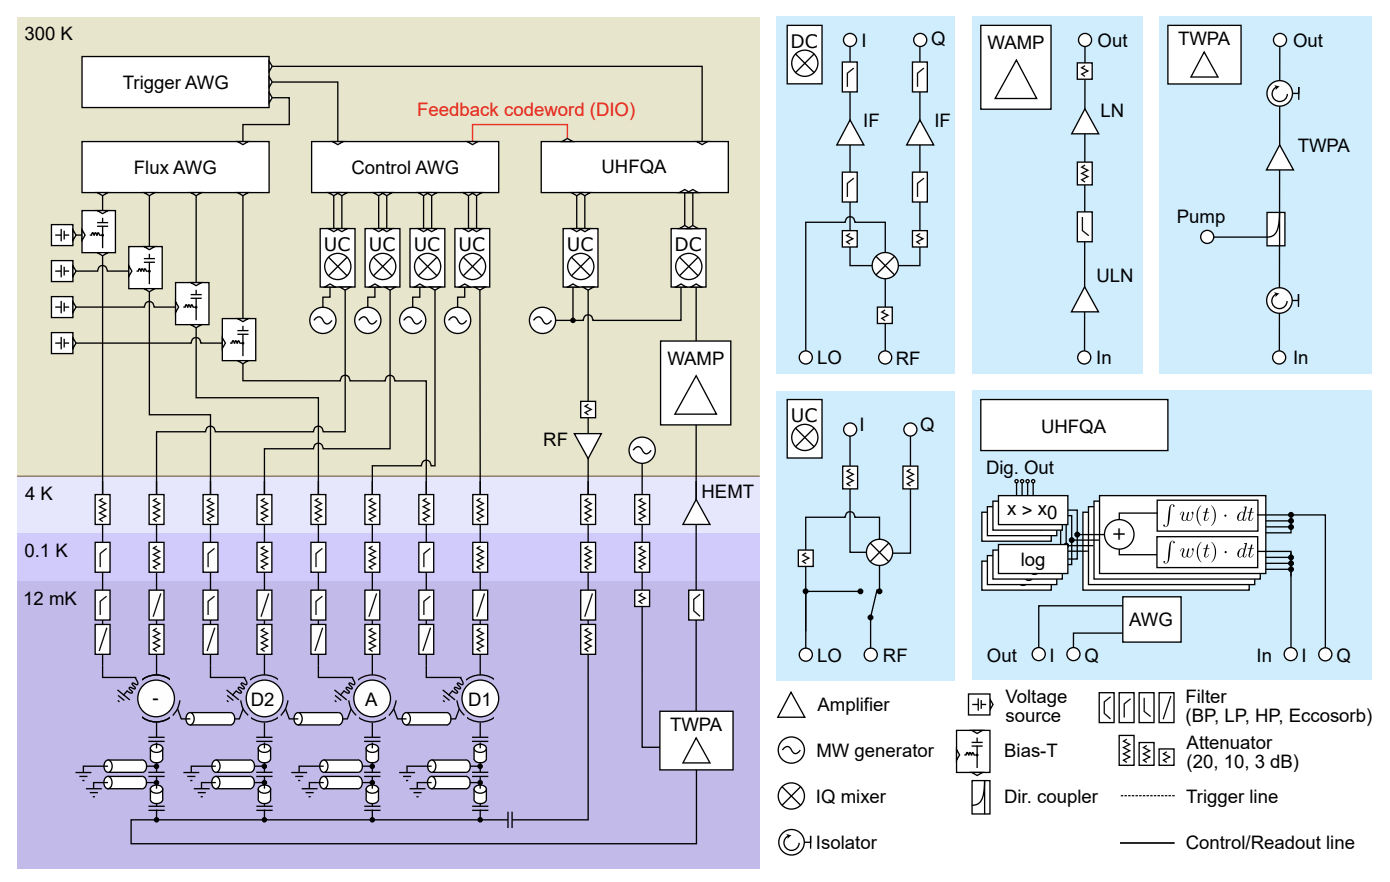 300 K
Trigger AWG
Feedback codeword (DIO)
Flux AWG
Control AWG
UHFQA
UC
UC
UC
UC
UC
DC
WAMP
RF
4 K
HEMT
0.1 K
12 mK
-
D2
A
D1
TWPA
DC
I
Q
IF
IF
LO
RF
WAMP
Out
LN
ULN
In
TWPA
Out
TWPA
Pump
In
UC
I
Q
LO
RF
UHFQA
Dig. Out
x > x0
log
+
∫ w(t) · dt
∫ w(t) · dt
AWG
Out I Q
In I Q
Amplifier
MW generator
IQ mixer
Isolator
Voltage
source
Bias-T
Dir. coupler
Filter
(BP, LP, HP, Eccosorb)
Attenuator
(20, 10, 3 dB)
Trigger line
Control/Readout line